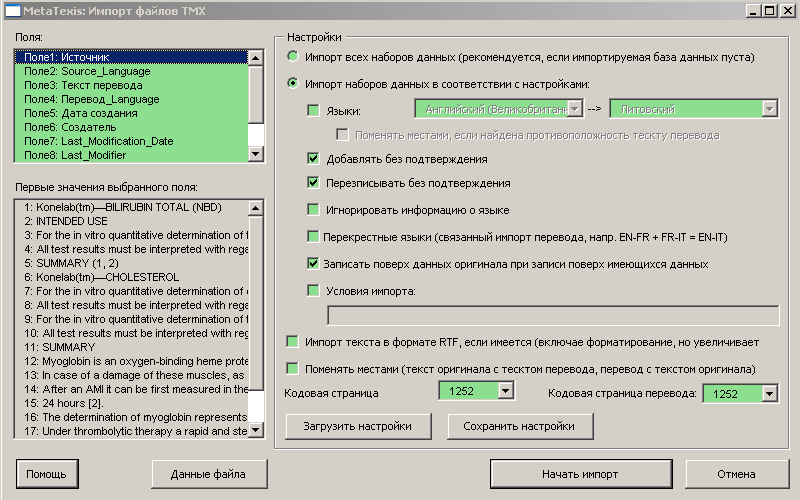 MetaTexis: Импорт файлов TMX
Поля:
Поле1: Источник
Поле2: Source_Language
Поле3: Текст перевода
Поле4: Перевод_Language
Поле5: Дата создания
Поле6: Создатель
Поле7: Last_Modification_Date
Поле8: Last_Modifier
Первые значения выбранного поля:
1: Konelab(tm)—BILIRUBIN TOTAL (NBD)
2: INTENDED USE
3: For the in vitro quantitative determination of
4: All test results must be interpreted with rega
5: SUMMARY (1, 2)
6: Konelab(tm)—CHOLESTEROL
7: For the in vitro quantitative determination of
8: All test results must be interpreted with rega
9: For the in vitro quantitative determination of
10: All test results must be interpreted with rega
11: SUMMARY
12: Myoglobin is an oxygen-binding heme prote
13: In case of a damage of these muscles, as
14: After an AMI it can be first measured in the
15: 24 hours [2].
16: The determination of myoglobin represents
17: Under thrombolytic therapy a rapid and ste
Помощь
Данные файла
Настройки
Импорт всех наборов данных (рекомендуется, если импортируемая база данных пуста)
Импорт наборов данных в соответствии с настройками:
Языки: Английский (Великобритан --> Литовский
Поменять местами, если найдена противоположность тескту перевода
Добавлять без подтверждения
Перезписывать без подтверждения
Игнорировать информацию о языке
Перекрестные языки (связанный импорт перевода, напр. EN-FR + FR-IT = EN-IT)
Записать поверх данных оригинала при записи поверх имеющихся данных
Условия импорта:
Импорт текста в формате RTF, если имеется (включае форматирование, но увеличивает
Поменять местами (текст оригинала с тесктом перевода, перевод с текстом оригинала)
Кодовая страница 1252 Кодовая страница перевода: 1252
Загрузить настройки Сохранить настройки
Начать импорт Отмена